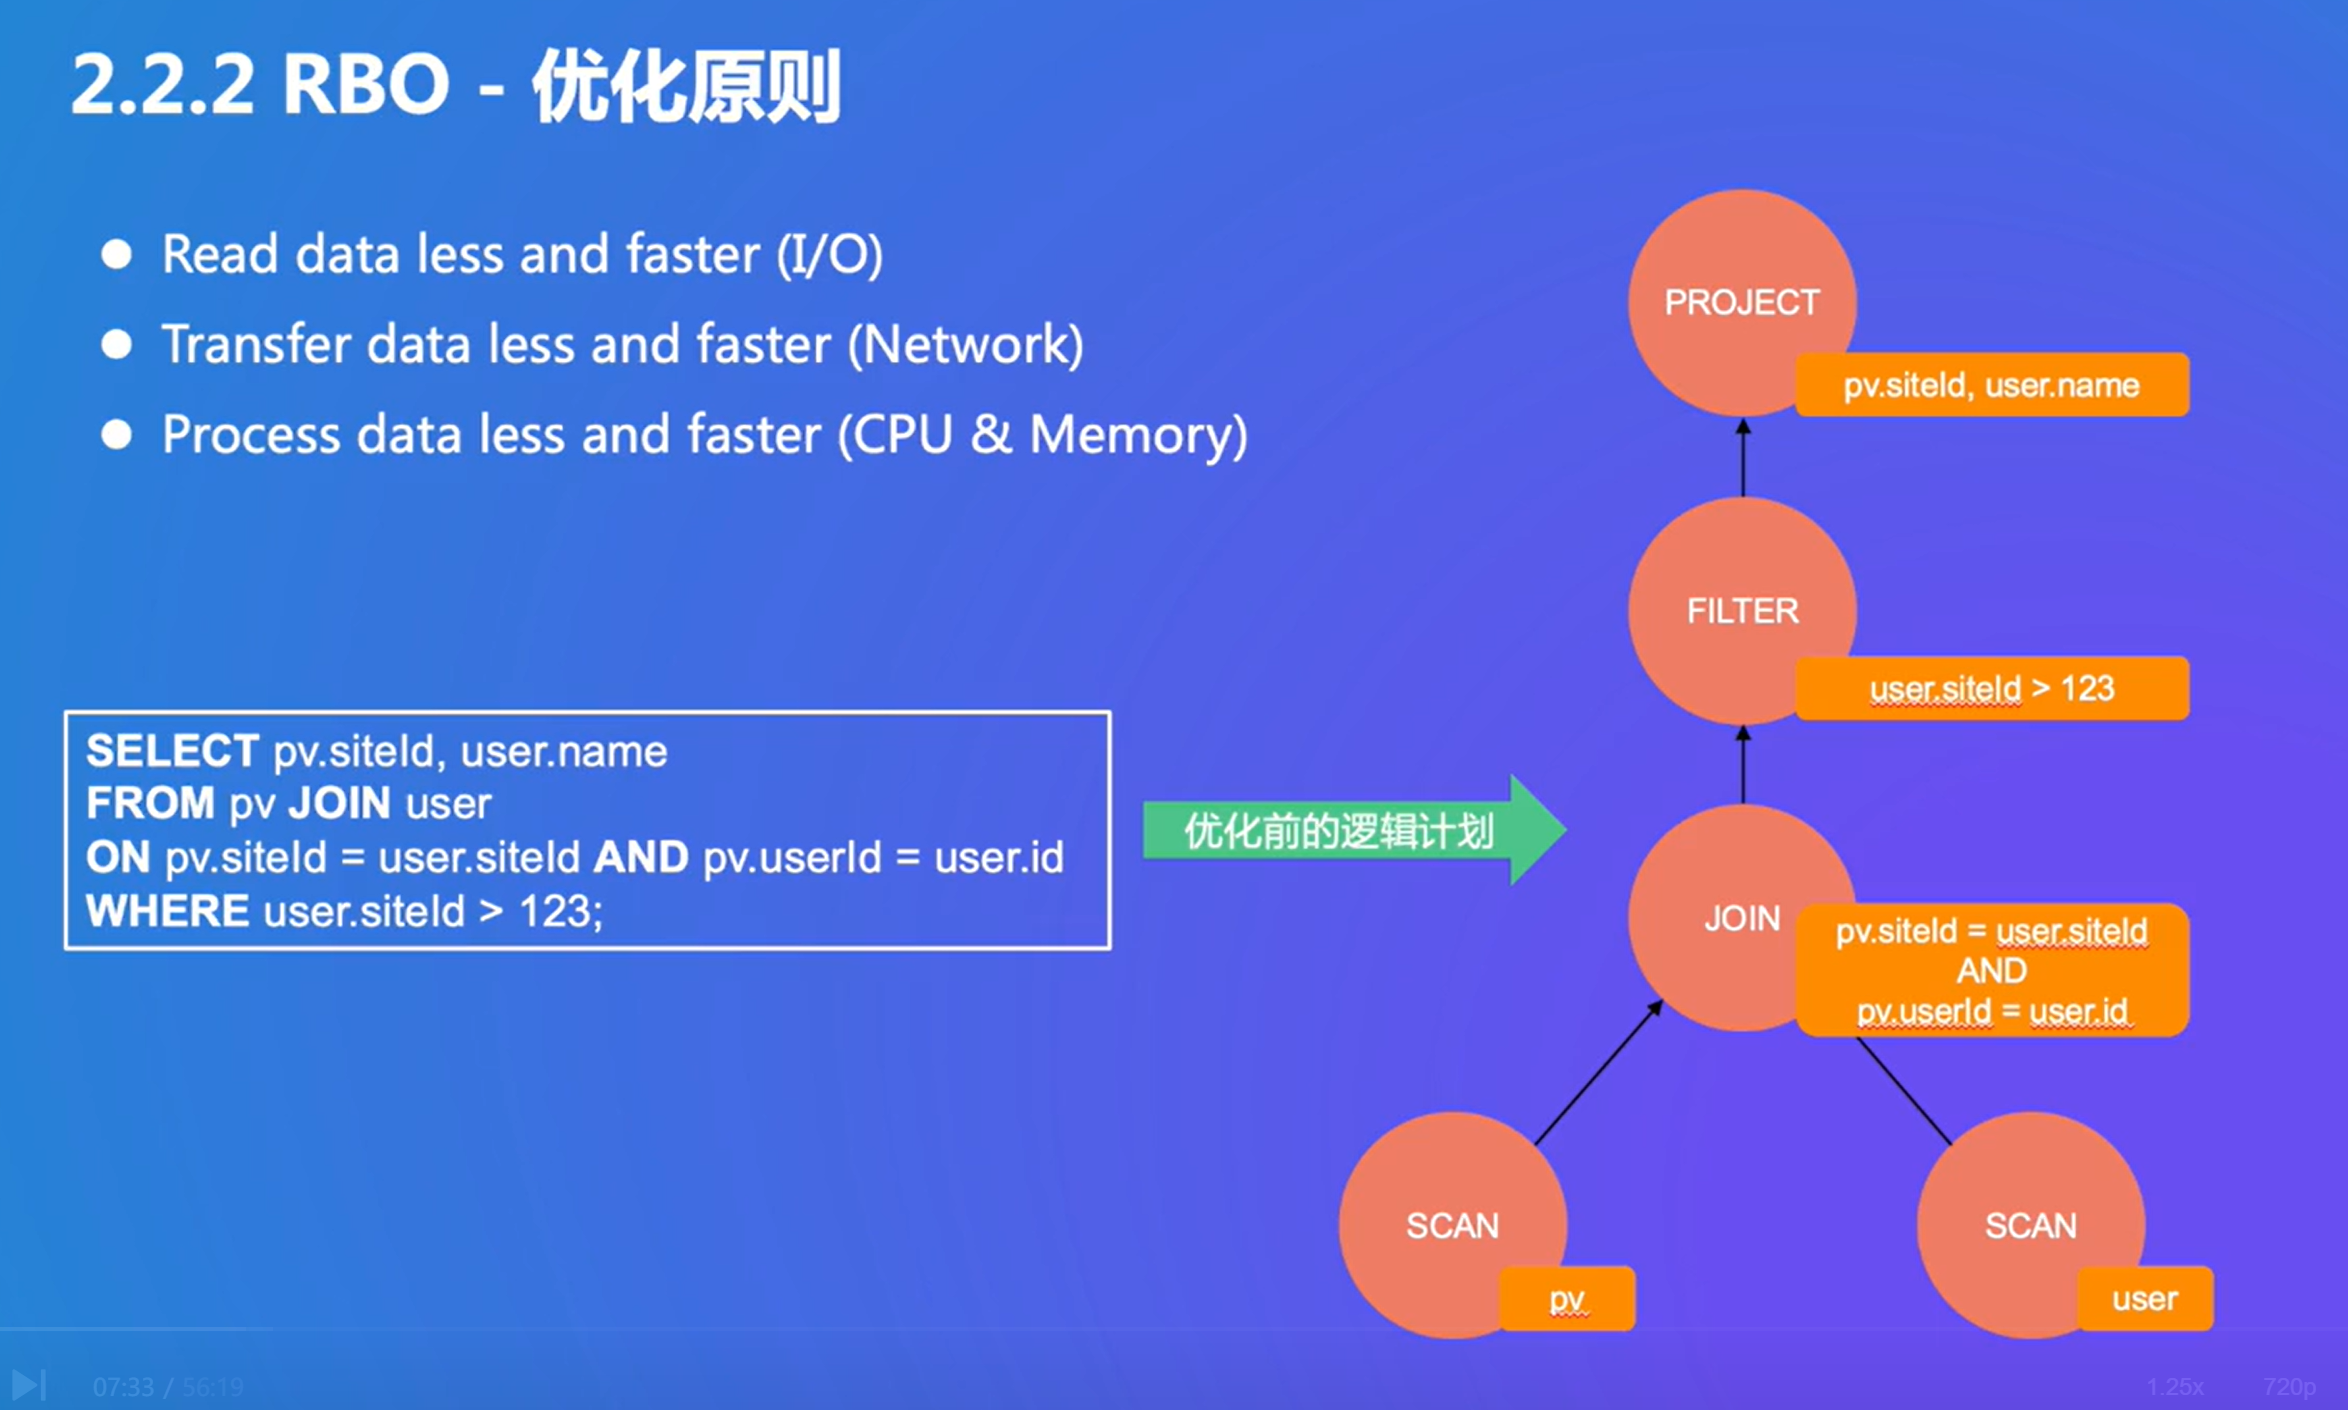 2.2.2 RBO - 优化原则
Read data less and faster (I/O)
Transfer data less and faster (Network)
Process data less and faster (CPU & Memory)
SELECT pv.siteId, user.name
FROM pv JOIN user
ON pv.siteId = user.siteId AND pv.userId = user.id
WHERE user.siteId > 123;
优化前的逻辑计划
PROJECT
pv.siteId, user.name
FILTER
user.siteId > 123
JOIN
pv.siteId = user.siteId
AND
pv.userId = user.id
SCAN
pv
SCAN
user
07:33 / 56:19
1.25x
720p